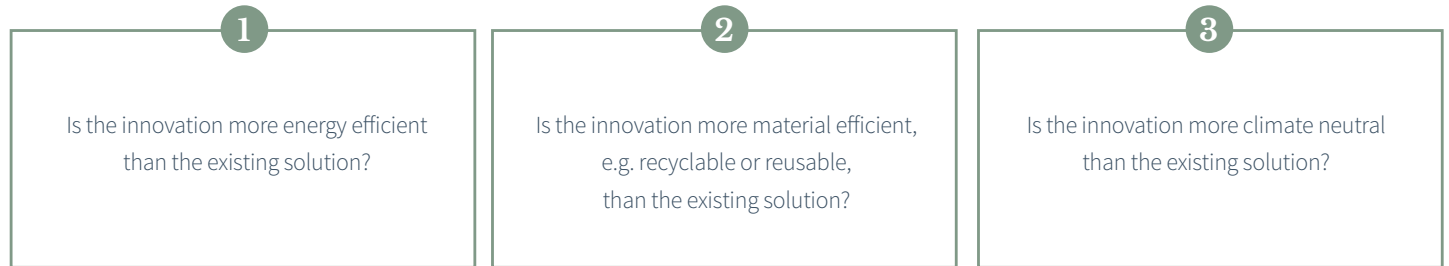 1
Is the innovation more energy efficient
than the existing solution?
2
Is the innovation more material efficient,
e.g. recyclable or reusable,
than the existing solution?
3
Is the innovation more climate neutral
than the existing solution?